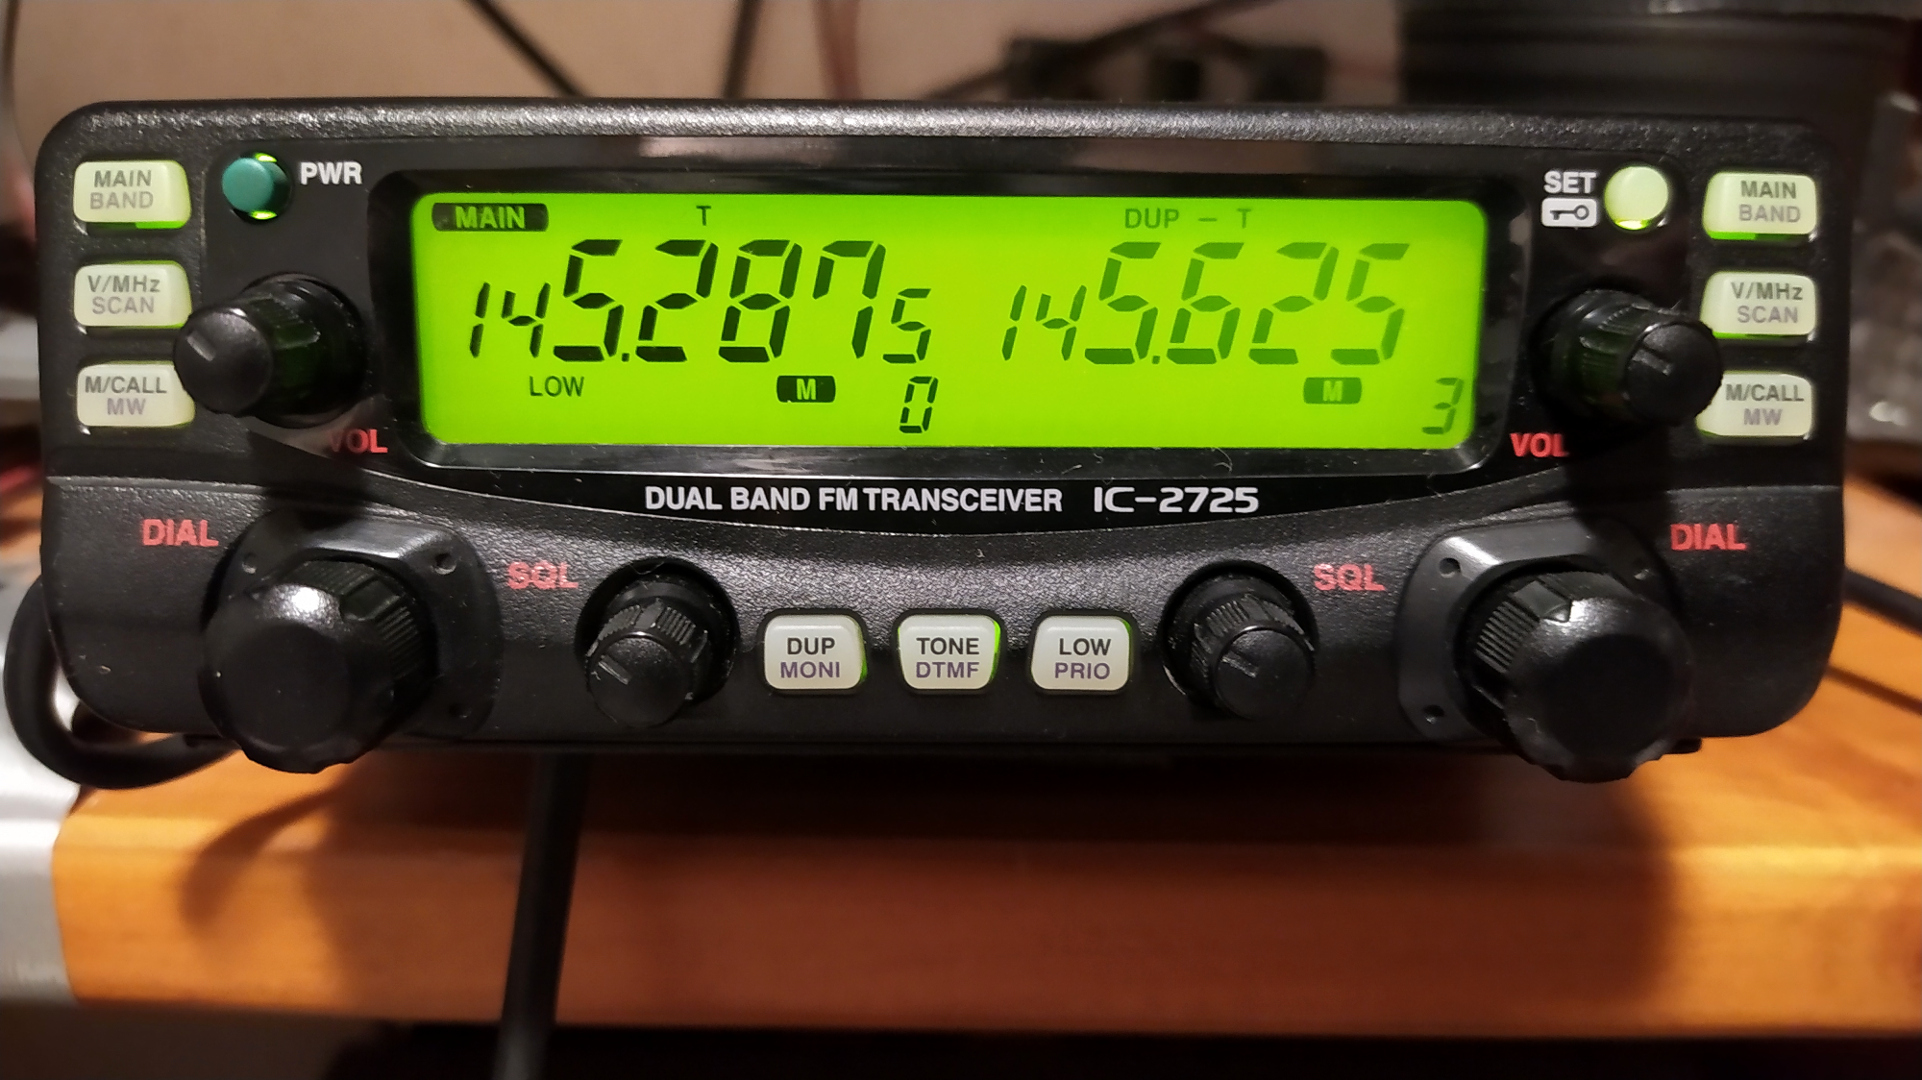 MAIN BAND
PWR
V/MHz SCAN
M/CALL MW
VOL
MAIN T DUP - T
145.2875 145.625
LOW M 0 M 3
SET
MAIN BAND
V/MHz SCAN
M/CALL MW
VOL
DUAL BAND FM TRANSCEIVER IC-2725
DIAL
SQL
DUP MONI
TONE DTMF
LOW PRIO
SQL
DIAL